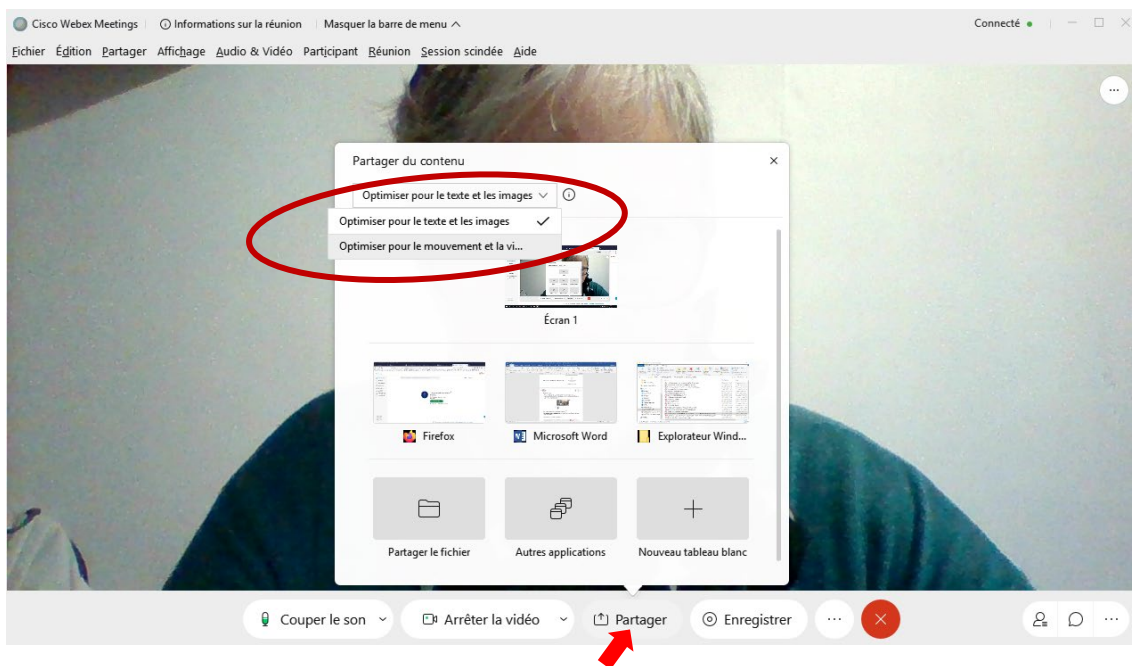 Cisco Webex Meetings Informations sur la réunion Masquer la barre de menu Connecté
Fichier Édition Partager Affichage Audio & Vidéo Participant Réunion Session scindée Aide
Partager du contenu
Optimiser pour le texte et les images
Optimiser pour le texte et les images
Optimiser pour le mouvement et la vi...
Écran 1
Firefox Microsoft Word Explorateur Wind...
Partager le fichier Autres applications Nouveau tableau blanc
Couper le son Arrêter la vidéo Partager Enregistrer